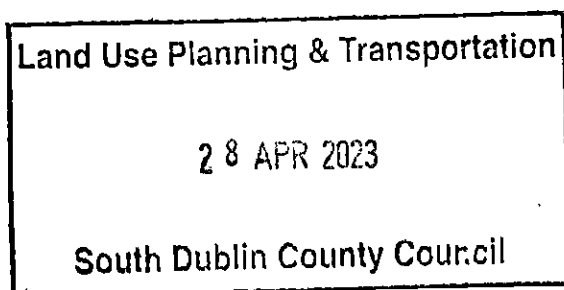 Land Use Planning & Transportation
28 APR 2023
South Dublin County Council